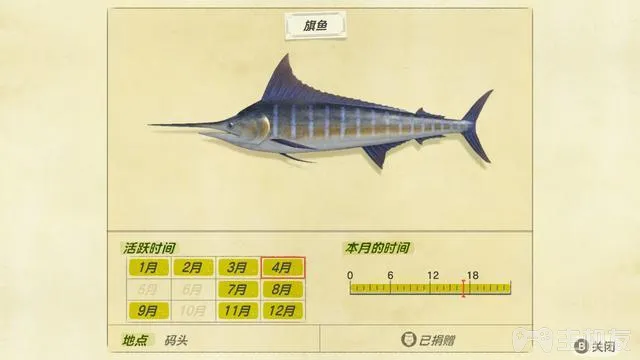 旗鱼
活跃时间
本月的时间
1月 2月 3月 4月
5月 6月 7月 8月
9月 10月 11月 12月
0 6 12 18
地点 码头
已捐赠
B 关闭